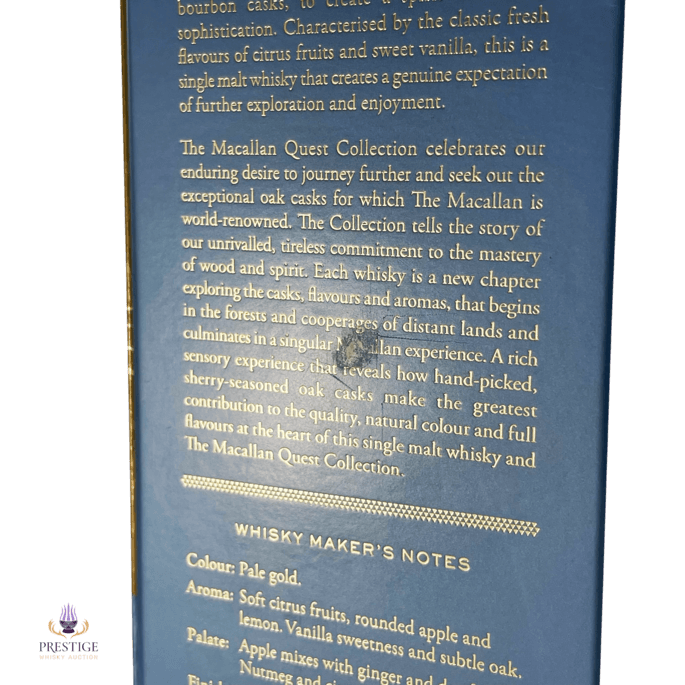 bourbon casks, to create a
sophistication. Characterised by the classic fresh
flavours of citrus fruits and sweet vanilla, this is a
single malt whisky that creates a genuine expectation
of further exploration and enjoyment.
The Macallan Quest Collection celebrates our
enduring desire to journey further and seek out the
exceptional oak casks for which The Macallan is
world-renowned. The Collection tells the story of
our unrivalled, tireless commitment to the mastery
of wood and spirit. Each whisky is a new chapter
exploring the casks, flavours and aromas, that begins
in the forests and cooperages of distant lands and
culminates in a singular experience. A rich
sensory experience that reveals how hand-picked,
sherry-seasoned oak casks make the greatest
contribution to the quality, natural colour and full
flavours at the heart of this single malt whisky and
The Macallan Quest Collection.
WHISKY MAKER'S NOTES
Colour: Pale gold.
Aroma: Soft citrus fruits, rounded apple and
lemon. Vanilla sweetness and subtle oak.
Palate: Apple mixes with ginger and
Nutmeg and
PRESTIGE
WHISKY AUCTION